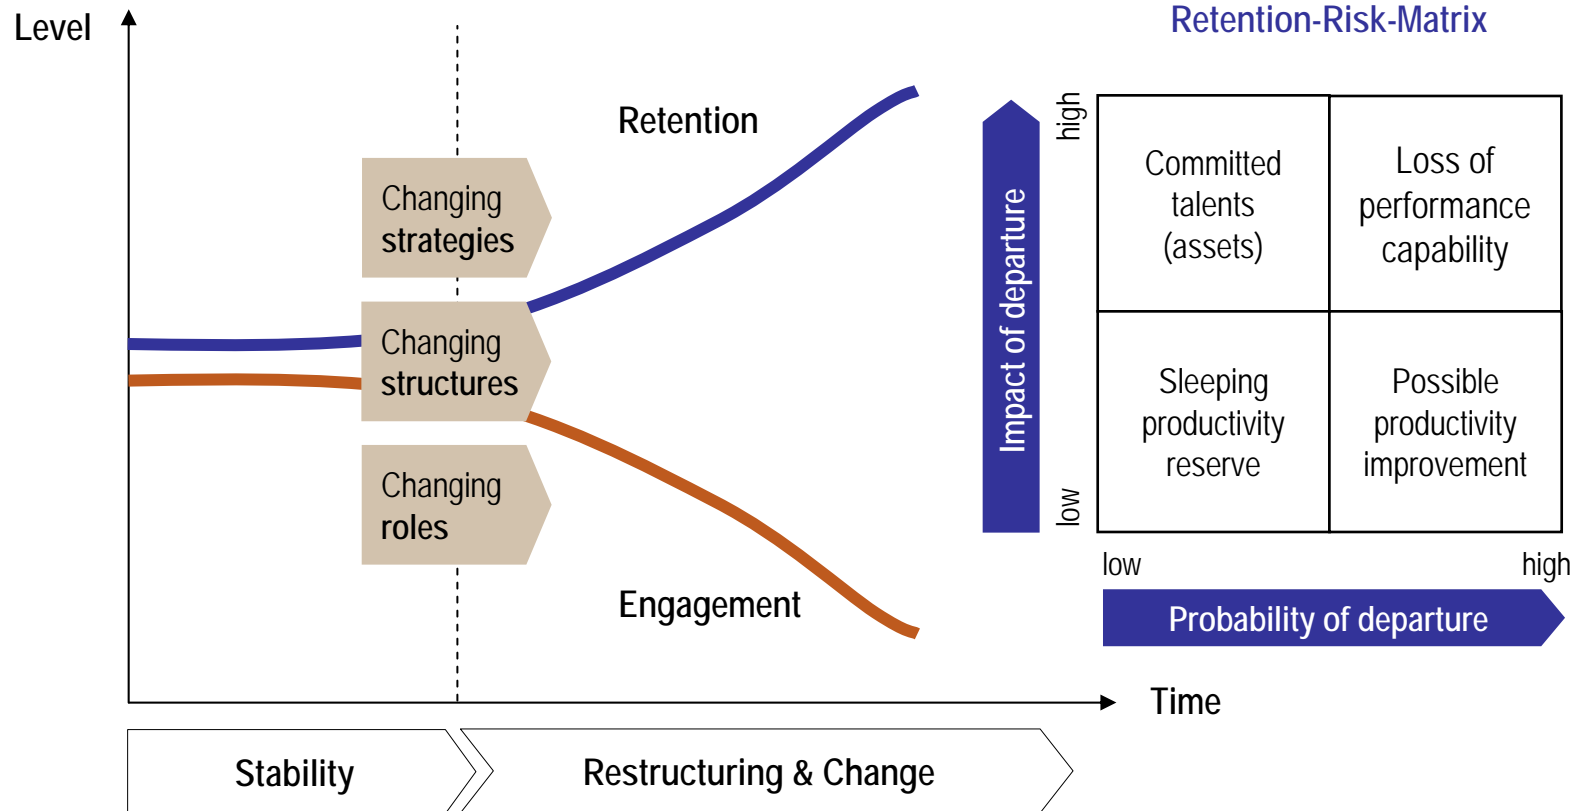 Level
Retention
Changing
strategies
Changing
structures
Changing
roles
Engagement
Time
Stability
Restructuring & Change
Retention-Risk-Matrix
Impact of departure
high
low
Committed
talents
(assets)
Loss of
performance
capability
Sleeping
productivity
reserve
Possible
productivity
improvement
low
high
Probability of departure